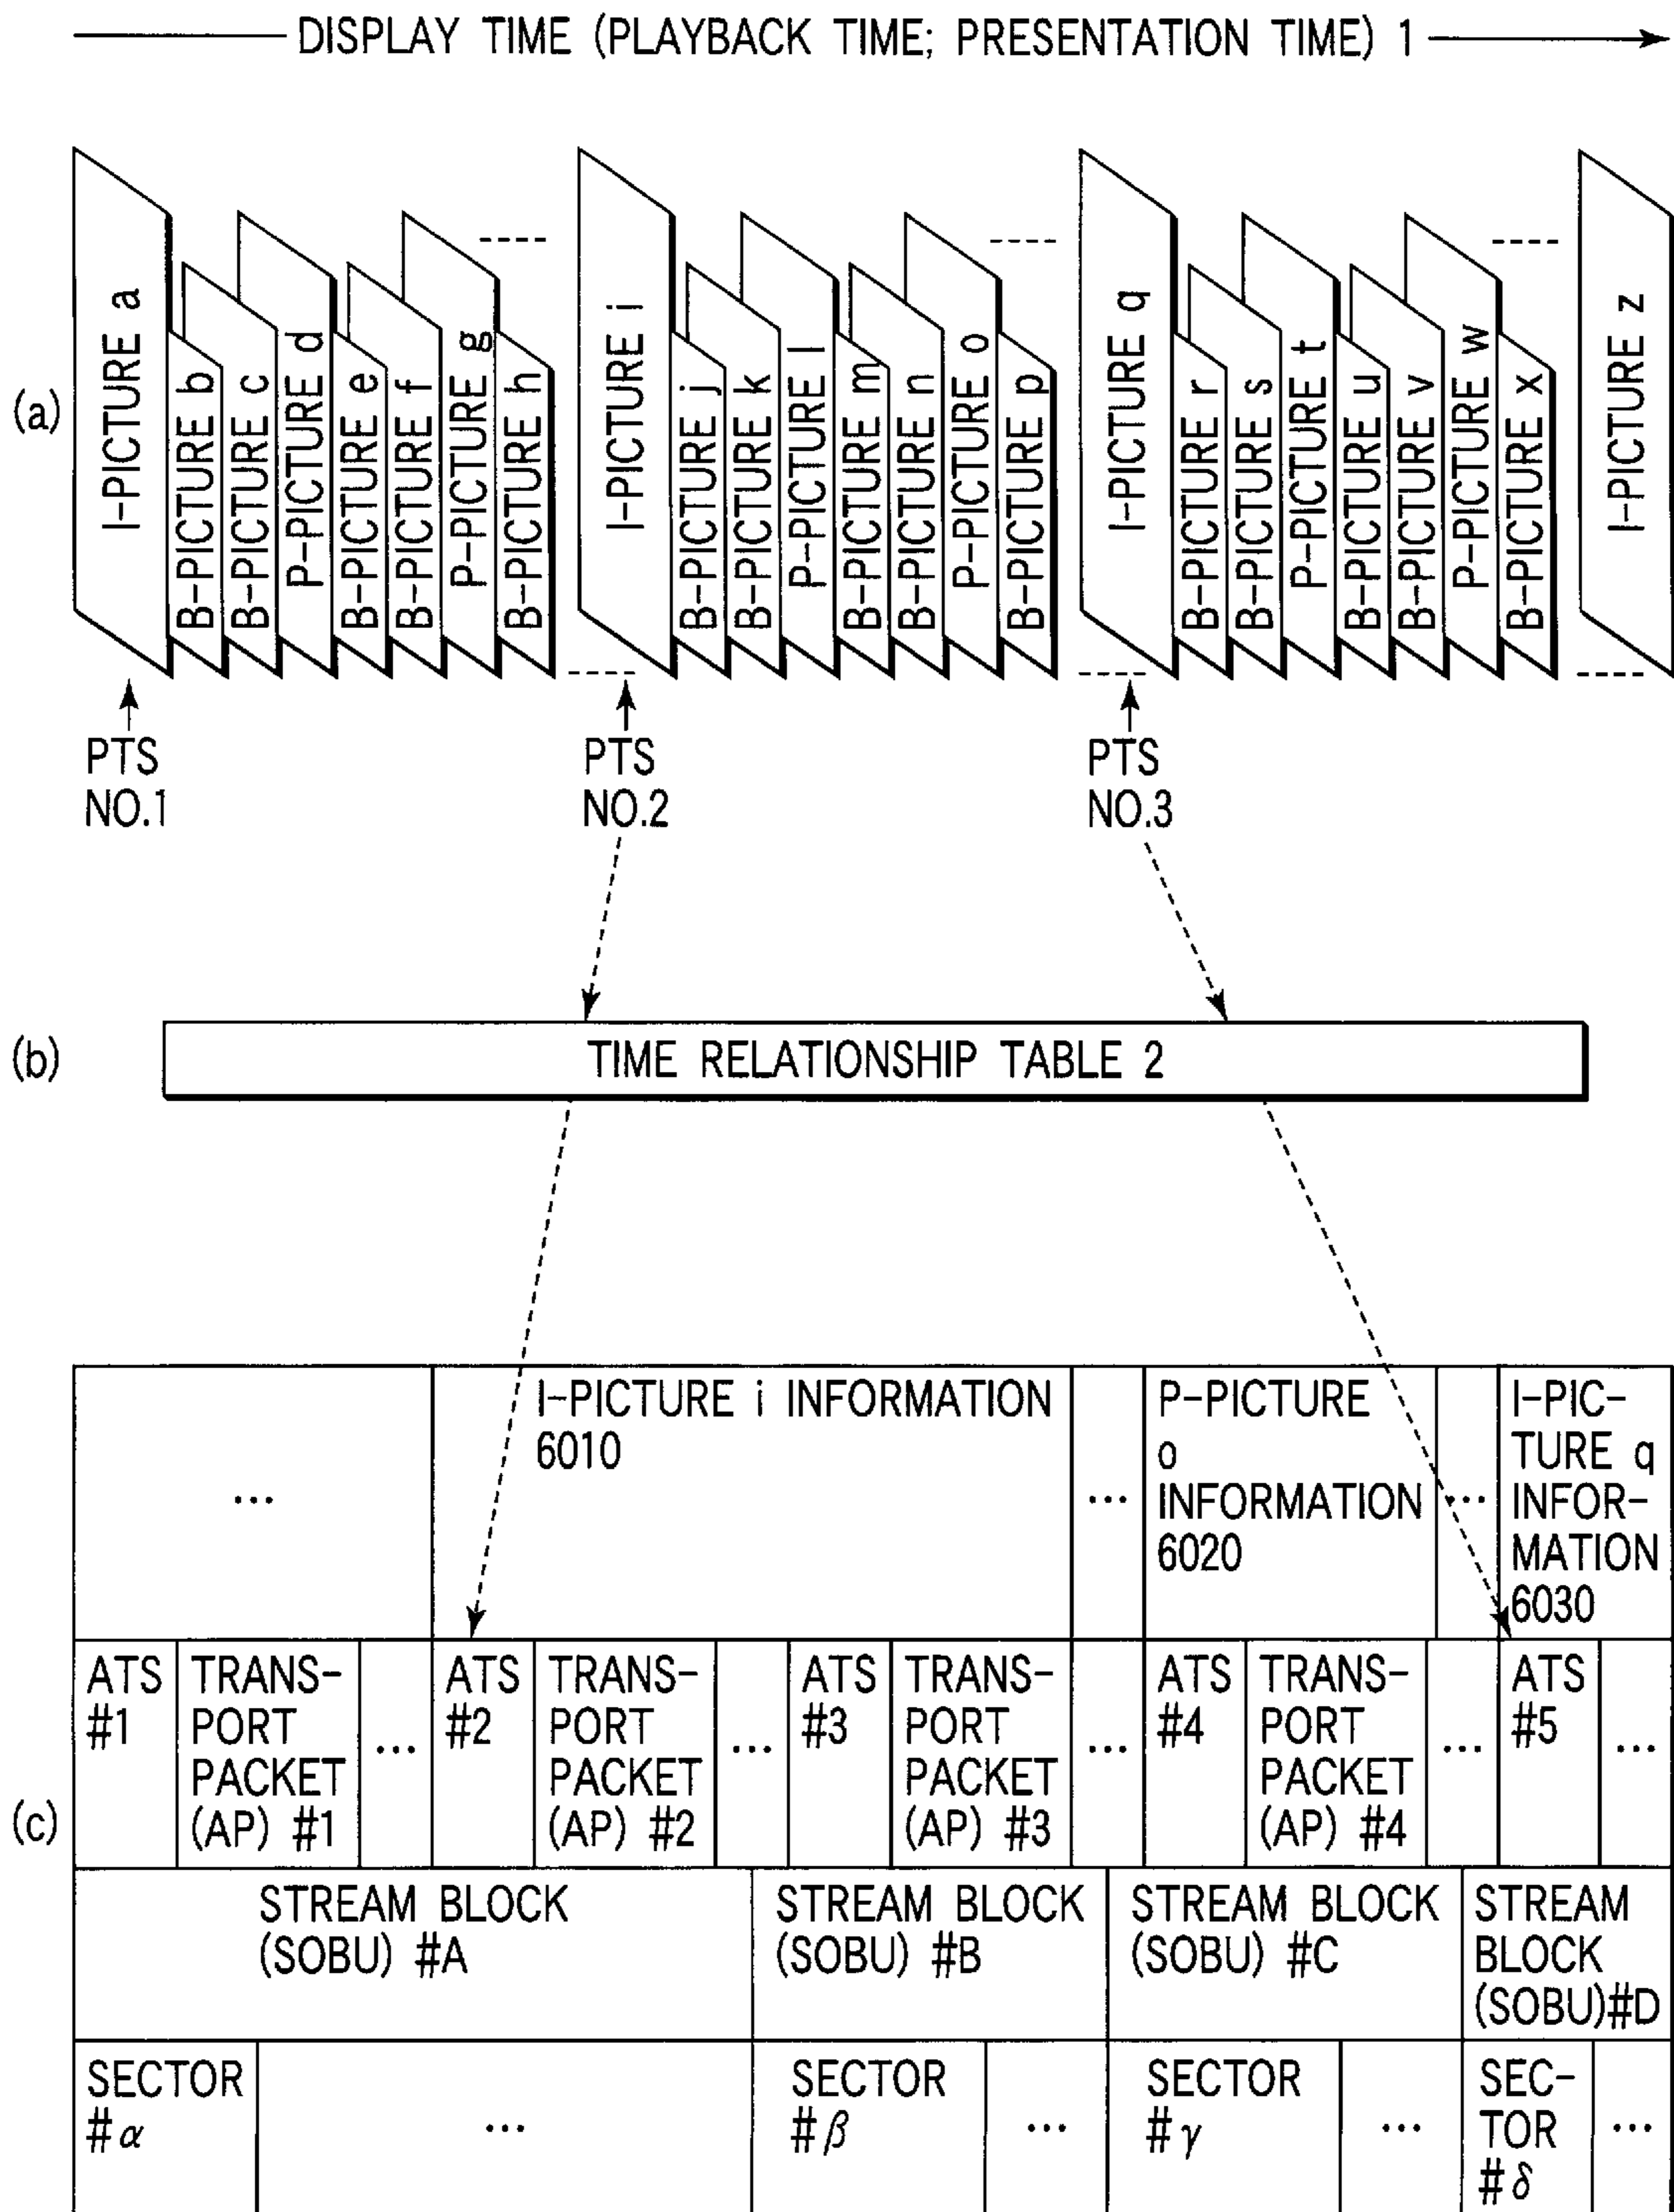 DISPLAY TIME (PLAYBACK TIME; PRESENTATION TIME) 1
(a)
I-PICTURE a
B-PICTURE b
B-PICTURE c
P-PICTURE d
B-PICTURE e
B-PICTURE f
P-PICTURE g
B-PICTURE h
I-PICTURE i
B-PICTURE j
B-PICTURE k
P-PICTURE l
B-PICTURE m
B-PICTURE n
P-PICTURE o
B-PICTURE p
I-PICTURE q
B-PICTURE r
B-PICTURE s
P-PICTURE t
B-PICTURE u
B-PICTURE v
P-PICTURE w
B-PICTURE x
I-PICTURE z
PTS
NO.1
PTS
NO.2
PTS
NO.3
(b)
TIME RELATIONSHIP TABLE 2
(c)
...
I-PICTURE i INFORMATION
6010
...
P-PICTURE
o
INFORMATION
6020
...
I-PIC-
TURE q
INFOR-
MATION
6030
ATS
#1
TRANS-
PORT
PACKET
(AP) #1
...
ATS
#2
TRANS-
PORT
PACKET
(AP) #2
...
ATS
#3
TRANS-
PORT
PACKET
(AP) #3
...
ATS
#4
TRANS-
PORT
PACKET
(AP) #4
...
ATS
#5
...
STREAM BLOCK
(SOBU) #A
STREAM BLOCK
(SOBU) #B
STREAM BLOCK
(SOBU) #C
STREAM
BLOCK
(SOBU)#D
SECTOR
#α
...
SECTOR
#β
...
SECTOR
#γ
...
SEC-
TOR
#δ
...